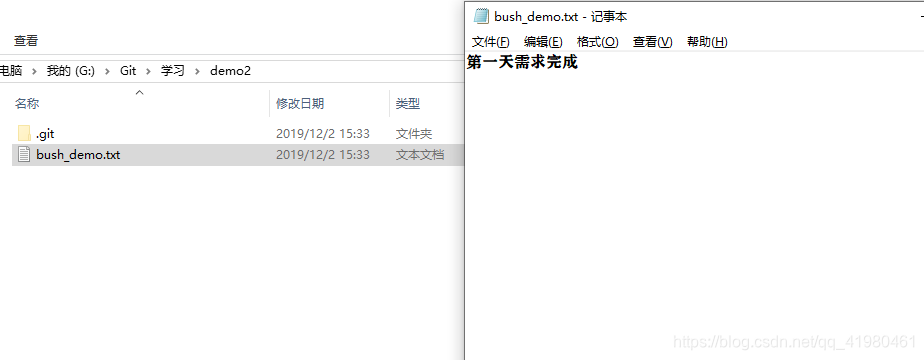 查看
电脑 › 我的 (G:) › Git › 学习 › demo2
名称 修改日期 类型
.git 2019/12/2 15:33 文件夹
bush_demo.txt 2019/12/2 15:33 文本文档
bush_demo.txt - 记事本
文件(F) 编辑(E) 格式(O) 查看(V) 帮助(H)
第一天需求完成
https://blog.csdn.net/qq_41980461